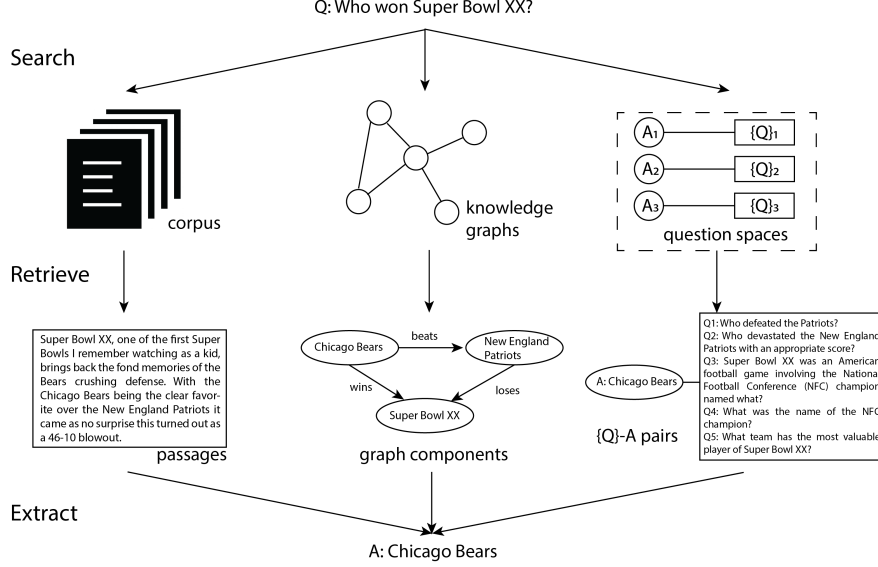 Q: Who won Super Bowl XX?
Search
corpus
knowledge
graphs
A1 {Q}1
A2 {Q}2
A3 {Q}3
question spaces
Retrieve
Super Bowl XX, one of the first Super
Bowls I remember watching as a kid,
brings back the fond memories of the
Bears crushing defense. With the
Chicago Bears being the clear favor-
ite over the New England Patriots it
came as no surprise this turned out as
a 46-10 blowout.
passages
Chicago Bears
beats
New England
Patriots
wins
loses
Super Bowl XX
graph components
A: Chicago Bears
{Q}-A pairs
Q1: Who defeated the Patriots?
Q2: Who devastated the New England
Patriots with an appropriate score?
Q3: Super Bowl XX was an American
football game involving the National
Football Conference (NFC) champion
named what?
Q4: What was the name of the NFC
champion?
Q5: What team has the most valuable
player of Super Bowl XX?
Extract
A: Chicago Bears